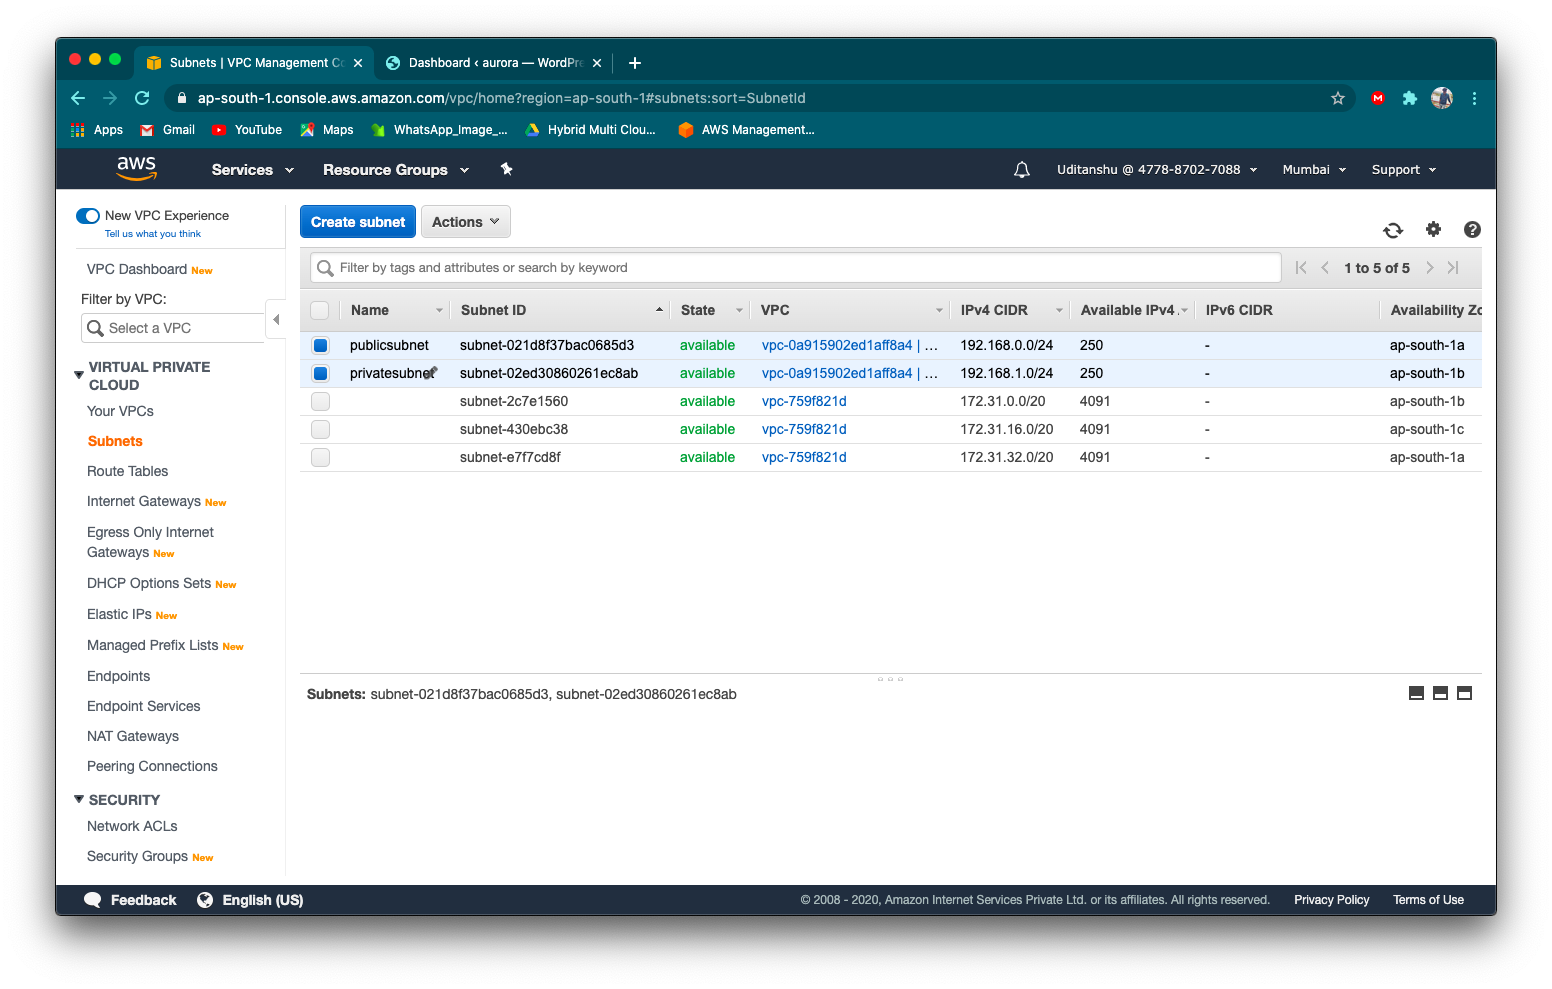 Subnets | VPC Management Co
Dashboard ‹ aurora — WordPre
ap-south-1.console.aws.amazon.com/vpc/home?region=ap-south-1#subnets:sort=SubnetId
Apps Gmail YouTube Maps WhatsApp_Image_... Hybrid Multi Clou... AWS Management...
aws Services Resource Groups Uditanshu @ 4778-8702-7088 Mumbai Support
New VPC Experience
Tell us what you think
VPC Dashboard New
Filter by VPC:
Select a VPC
VIRTUAL PRIVATE
CLOUD
Your VPCs
Subnets
Route Tables
Internet Gateways New
Egress Only Internet
Gateways New
DHCP Options Sets New
Elastic IPs New
Managed Prefix Lists New
Endpoints
Endpoint Services
NAT Gateways
Peering Connections
SECURITY
Network ACLs
Security Groups New
Create subnet Actions
Filter by tags and attributes or search by keyword
1 to 5 of 5
Name Subnet ID State VPC IPv4 CIDR Available IPv4 IPv6 CIDR Availability Zo
publicsubnet subnet-021d8f37bac0685d3 available vpc-0a915902ed1aff8a4 | ... 192.168.0.0/24 250 - ap-south-1a
privatesubnet subnet-02ed30860261ec8ab available vpc-0a915902ed1aff8a4 | ... 192.168.1.0/24 250 - ap-south-1b
subnet-2c7e1560 available vpc-759f821d 172.31.0.0/20 4091 - ap-south-1b
subnet-430ebc38 available vpc-759f821d 172.31.16.0/20 4091 - ap-south-1c
subnet-e7f7cd8f available vpc-759f821d 172.31.32.0/20 4091 - ap-south-1a
Subnets: subnet-021d8f37bac0685d3, subnet-02ed30860261ec8ab
Feedback English (US) © 2008 - 2020, Amazon Internet Services Private Ltd. or its affiliates. All rights reserved. Privacy Policy Terms of Use